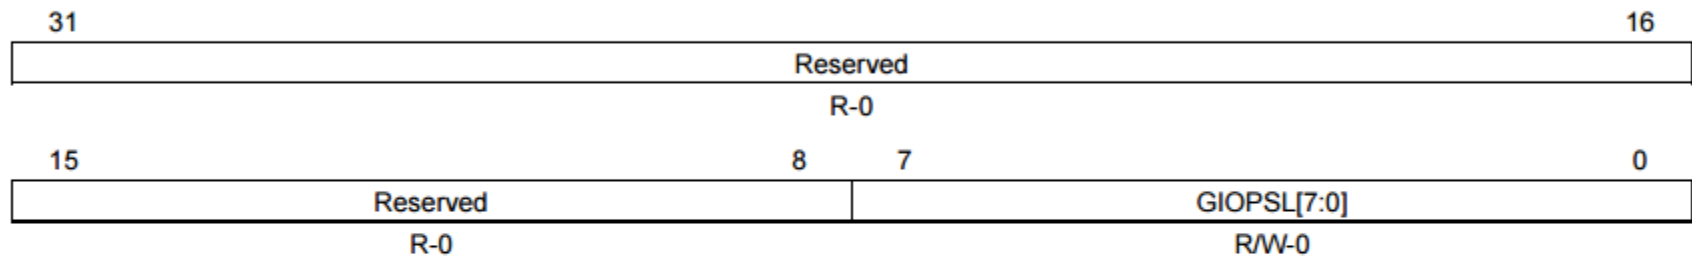 31 16
Reserved
R-0
15 8 7 0
Reserved GIOPSL[7:0]
R-0 R/W-0